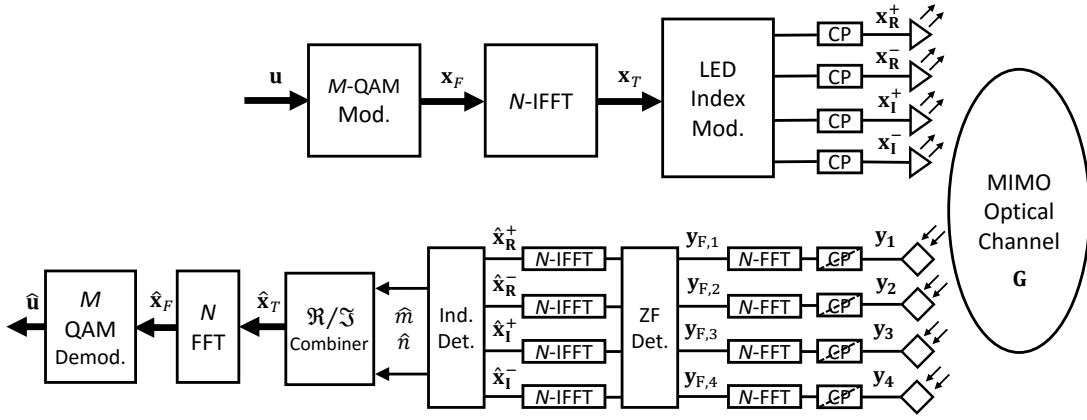 𝐮
M-QAM
Mod.
𝐱_F
N-IFFT
𝐱_T
LED
Index
Mod.
CP
𝐱_R^+
CP
𝐱_R^−
CP
𝐱_I^+
CP
𝐱_I^−
MIMO
Optical
Channel
𝐆
𝐮̂
M
QAM
Demod.
𝐱̂_F
N
FFT
𝐱̂_T
ℜ/ℑ
Combiner
m̂
n̂
Ind.
Det.
𝐱̂_R^+
N-IFFT
𝐱̂_R^−
N-IFFT
𝐱̂_I^+
N-IFFT
𝐱̂_I^−
N-IFFT
ZF
Det.
𝐲_F,1
N-FFT
CP
𝐲_1
𝐲_F,2
N-FFT
CP
𝐲_2
𝐲_F,3
N-FFT
CP
𝐲_3
𝐲_F,4
N-FFT
CP
𝐲_4